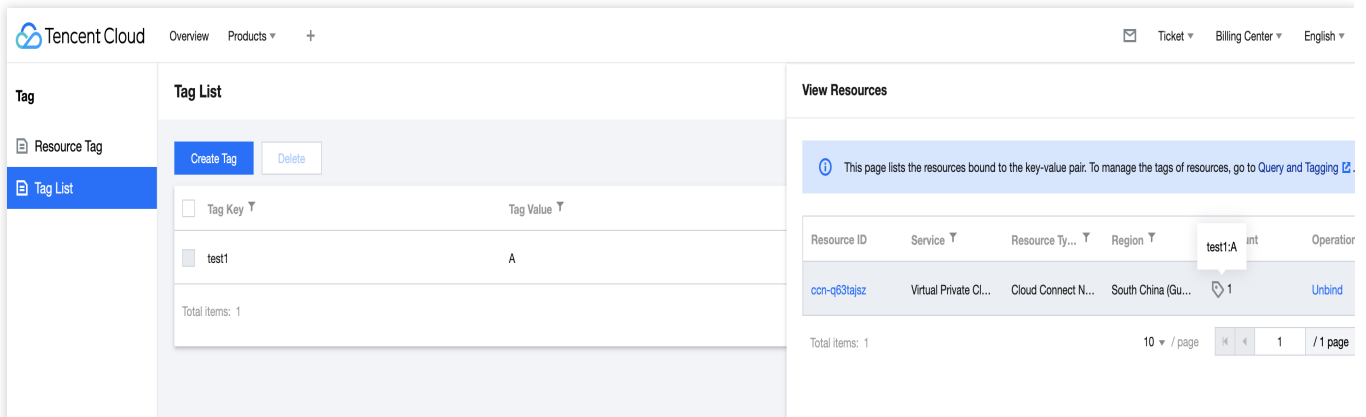 Tencent Cloud Overview Products + Ticket Billing Center English
Tag
Tag List
View Resources
Resource Tag
Tag List
Create Tag Delete
This page lists the resources bound to the key-value pair. To manage the tags of resources, go to Query and Tagging .
Tag Key Tag Value
test1 A
Total items: 1
Resource ID Service Resource Ty... Region unt Operation
test1:A
ccn-q63tajsz Virtual Private Cl... Cloud Connect N... South China (Gu... 1 Unbind
Total items: 1 10 / page 1 / 1 page